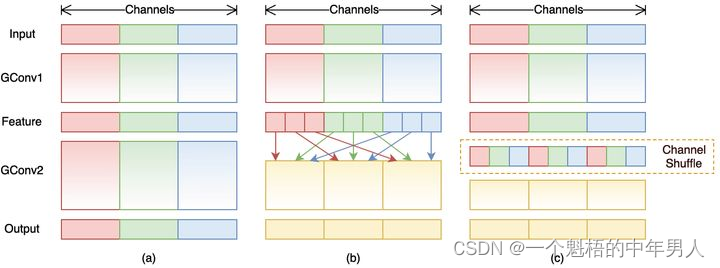 Channels Channels Channels
Input
GConv1
Feature
Channel
Shuffle
GConv2
Output
(a) (b) (c)
CSDN @一个魁梧的中年男人